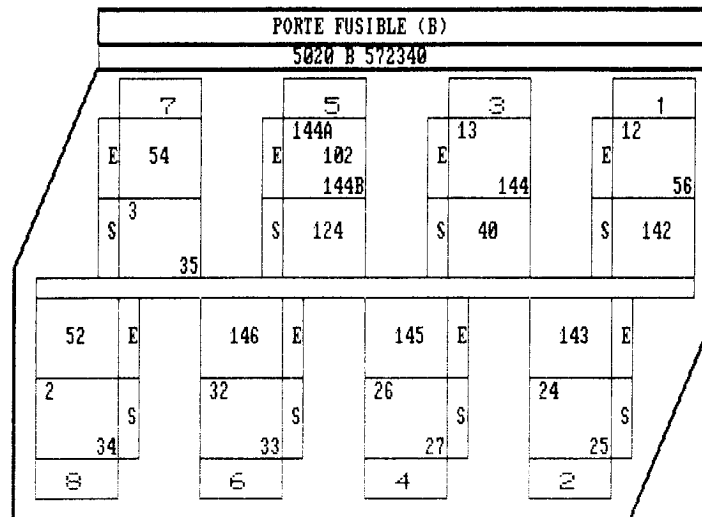 PORTE FUSIBLE (B)
5020 B 572340
7 5 3 1
144A 13 12
E 54 E 102 E E
144B 144 56
3
S S 124 S 40 S 142
35
52 E 146 E 145 E 143 E
2 32 26 24
S S S S
34 33 27 25
8 6 4 2